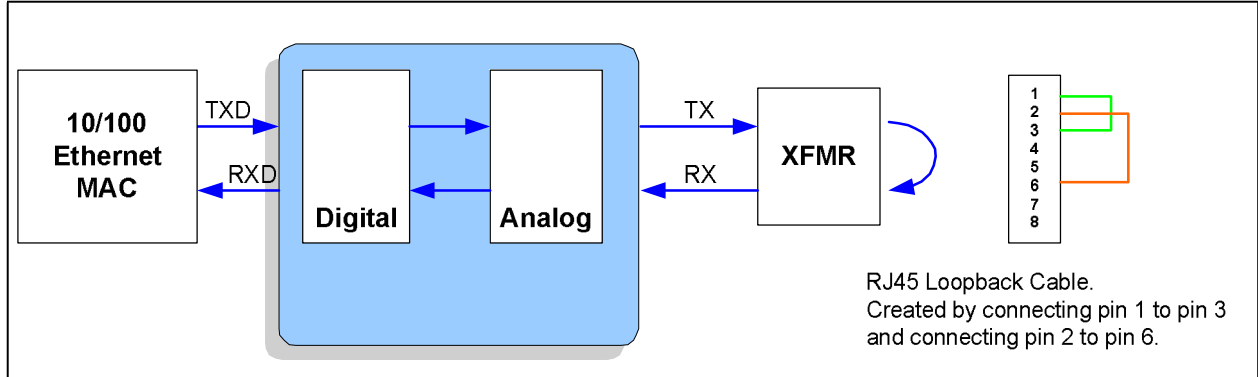 10/100
Ethernet
MAC
TXD
RXD
Digital
Analog
TX
RX
XFMR
1
2
3
4
5
6
7
8
RJ45 Loopback Cable.
Created by connecting pin 1 to pin 3
and connecting pin 2 to pin 6.